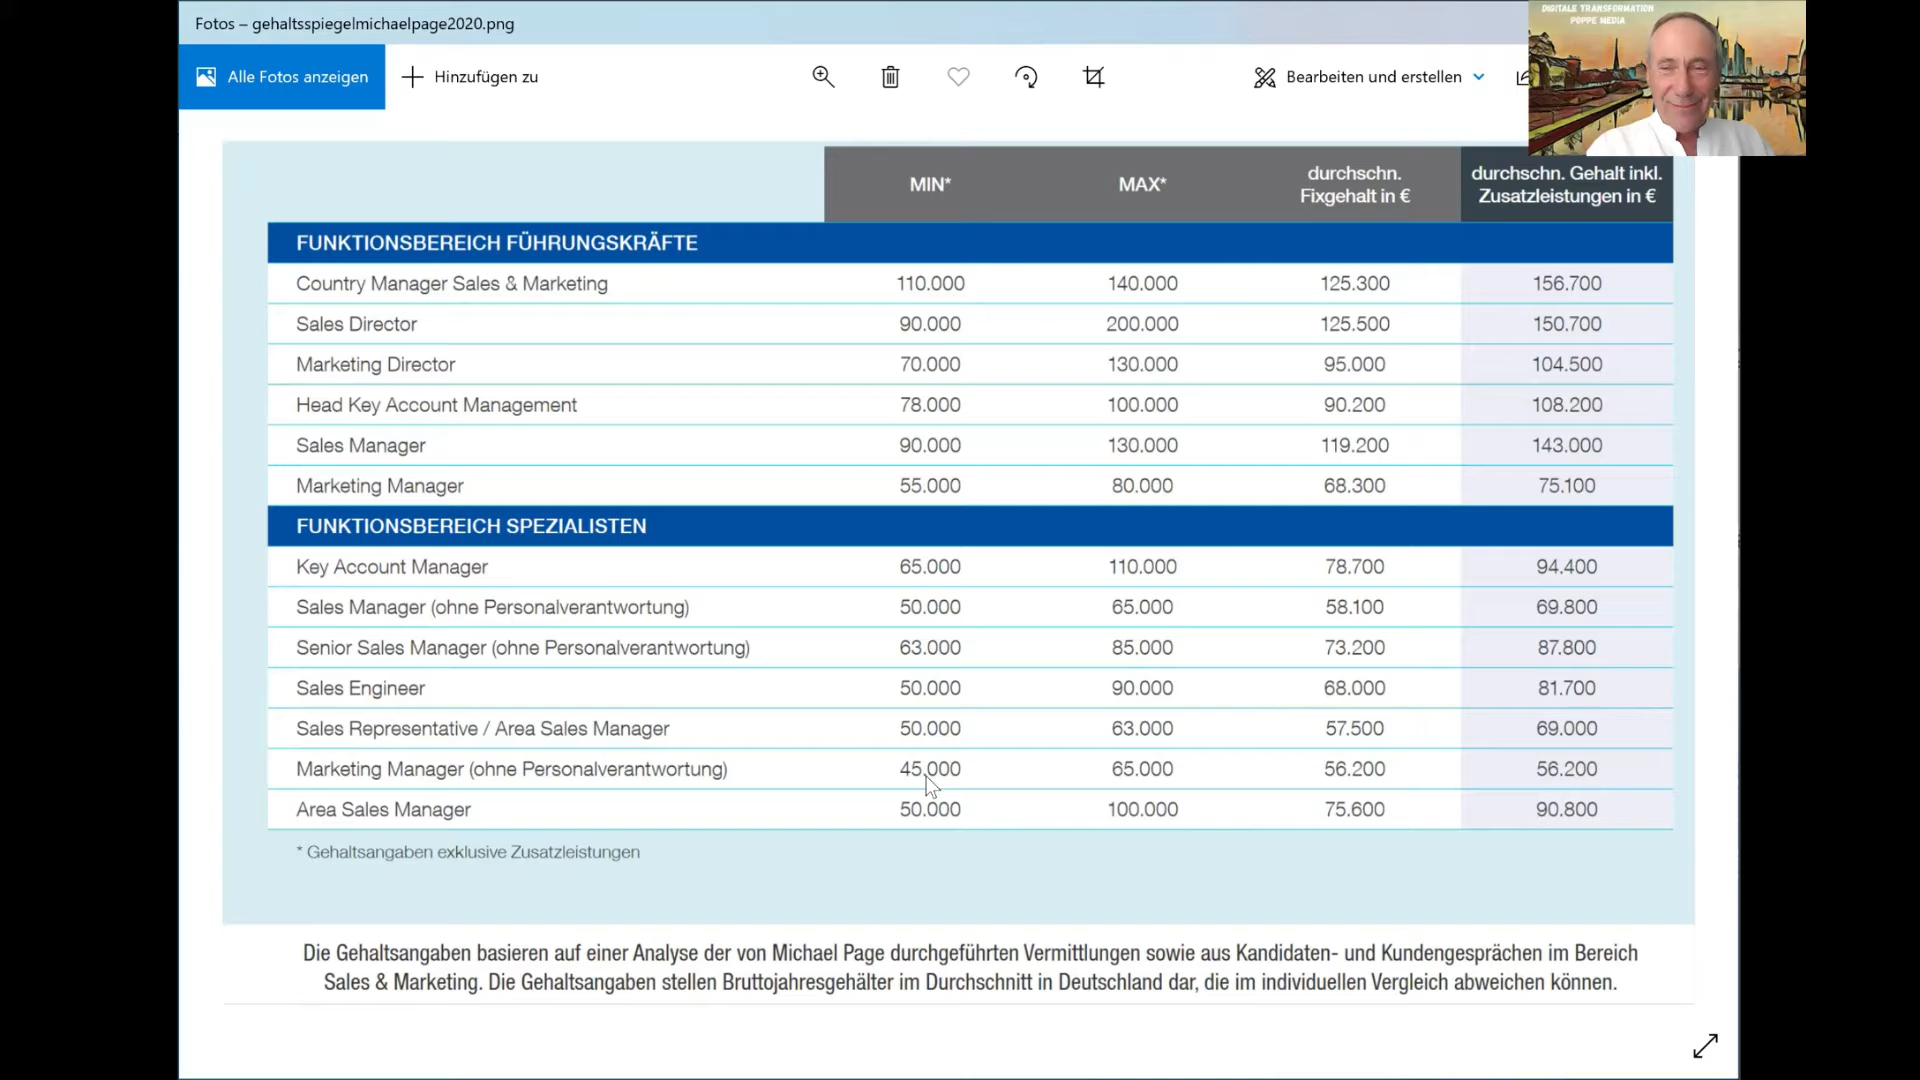 Fotos – gehaltsspiegelmichaelpage2020.png
DIGITALE TRANSFORMATION
POPPE MEDIA
Alle Fotos anzeigen
Hinzufügen zu
Bearbeiten und erstellen
MIN* MAX* durchschn. Fixgehalt in € durchschn. Gehalt inkl. Zusatzleistungen in €
FUNKTIONSBEREICH FÜHRUNGSKRÄFTE
Country Manager Sales & Marketing 110.000 140.000 125.300 156.700
Sales Director 90.000 200.000 125.500 150.700
Marketing Director 70.000 130.000 95.000 104.500
Head Key Account Management 78.000 100.000 90.200 108.200
Sales Manager 90.000 130.000 119.200 143.000
Marketing Manager 55.000 80.000 68.300 75.100
FUNKTIONSBEREICH SPEZIALISTEN
Key Account Manager 65.000 110.000 78.700 94.400
Sales Manager (ohne Personalverantwortung) 50.000 65.000 58.100 69.800
Senior Sales Manager (ohne Personalverantwortung) 63.000 85.000 73.200 87.800
Sales Engineer 50.000 90.000 68.000 81.700
Sales Representative / Area Sales Manager 50.000 63.000 57.500 69.000
Marketing Manager (ohne Personalverantwortung) 45.000 65.000 56.200 56.200
Area Sales Manager 50.000 100.000 75.600 90.800
* Gehaltsangaben exklusive Zusatzleistungen
Die Gehaltsangaben basieren auf einer Analyse der von Michael Page durchgeführten Vermittlungen sowie aus Kandidaten- und Kundengesprächen im Bereich
Sales & Marketing. Die Gehaltsangaben stellen Bruttojahresgehälter im Durchschnitt in Deutschland dar, die im individuellen Vergleich abweichen können.